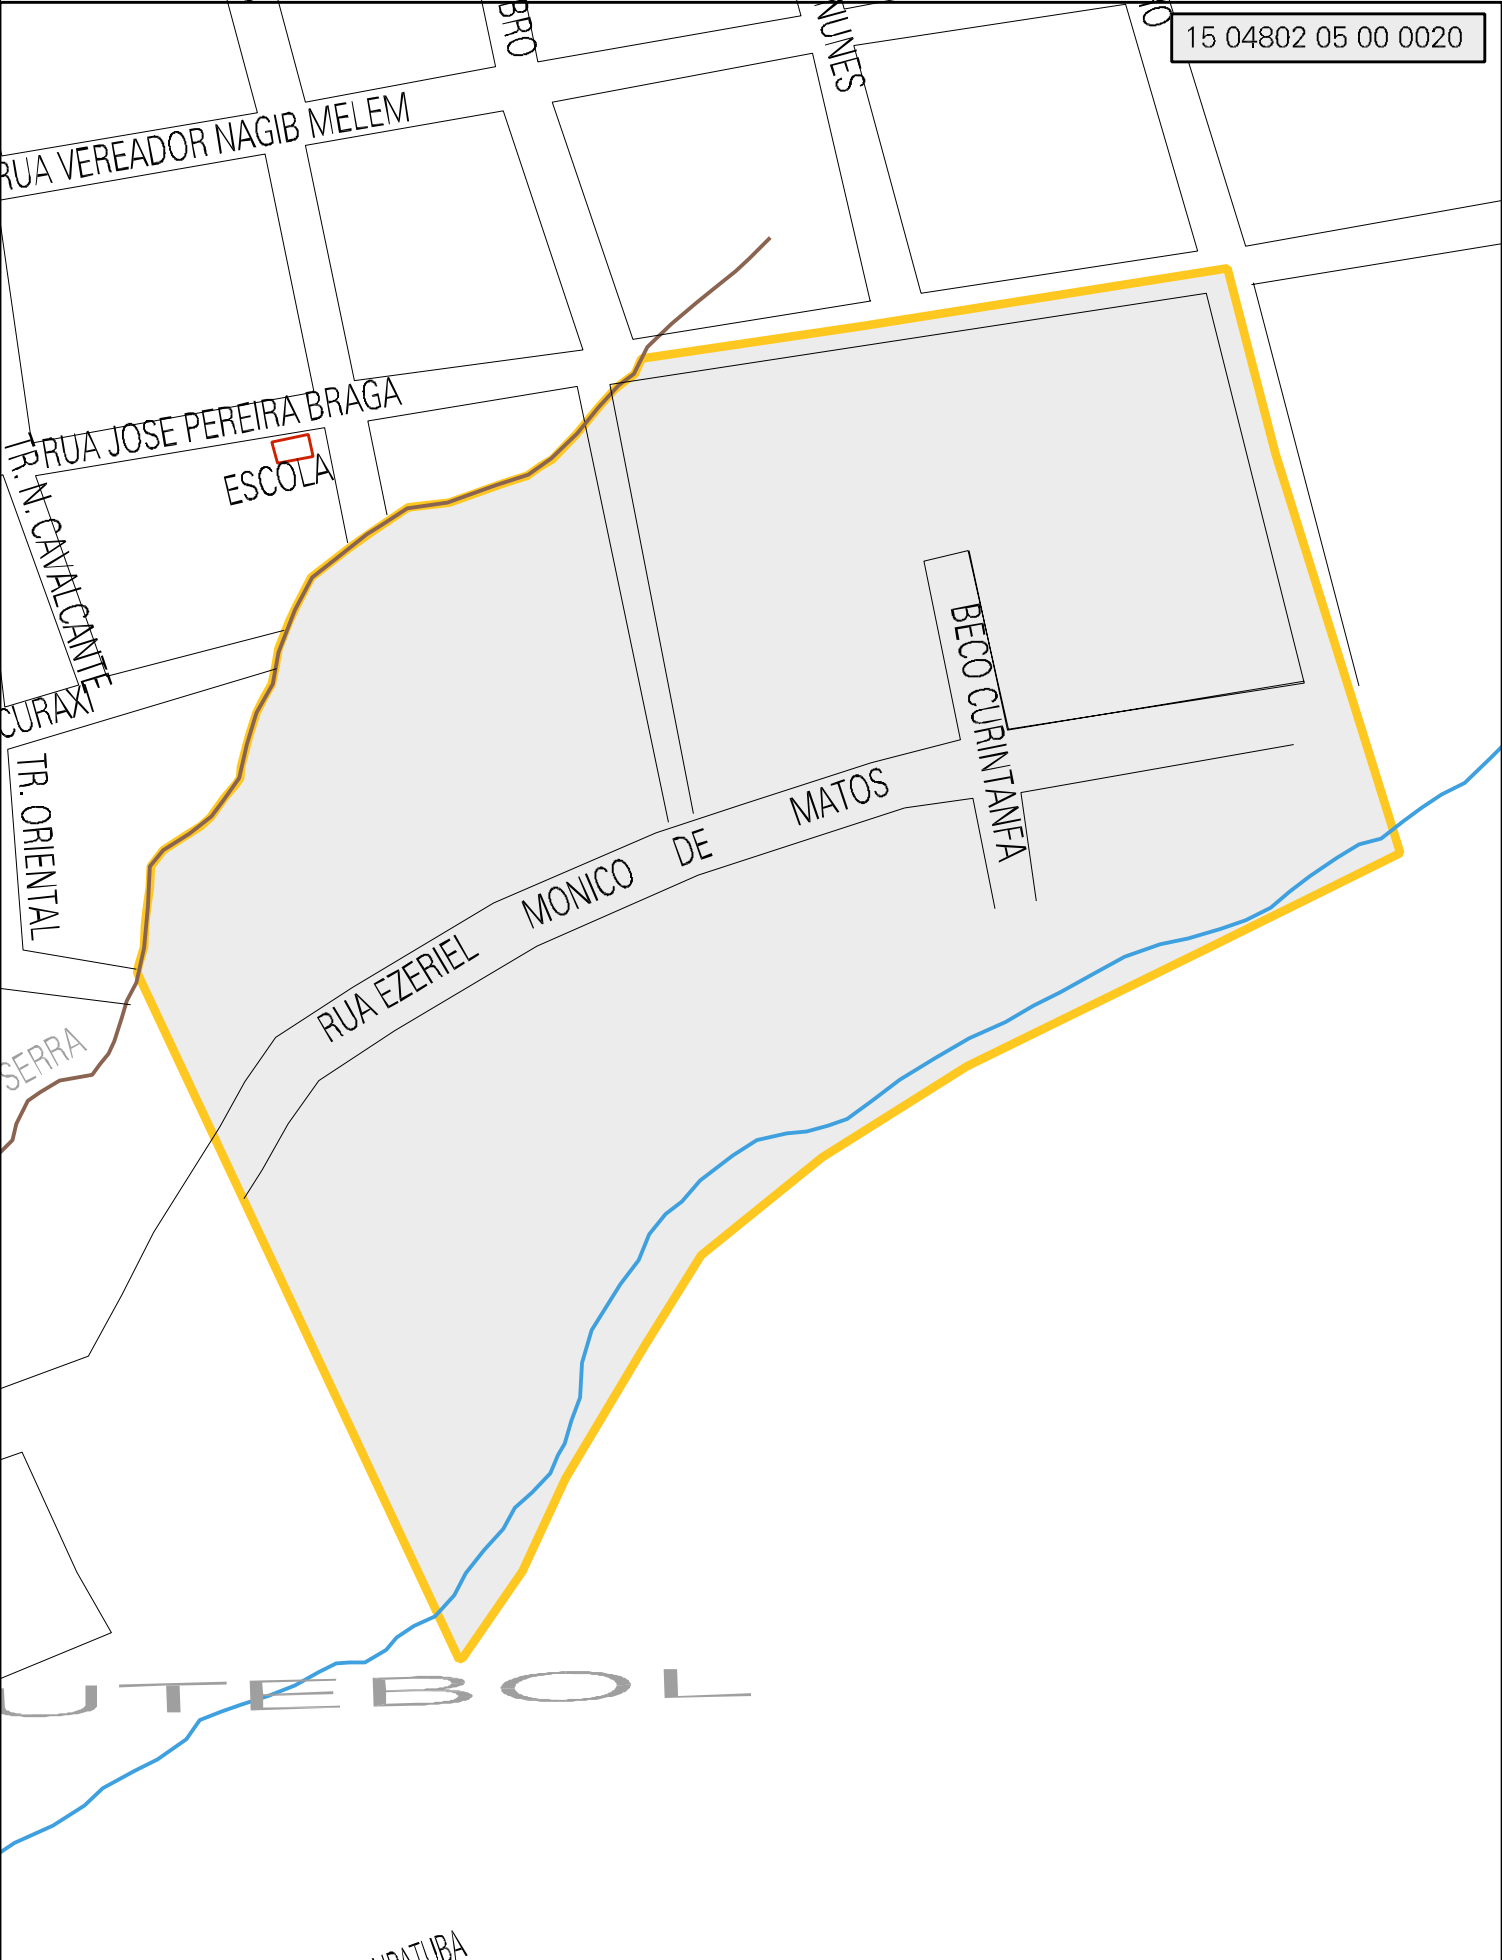 BRO
NUNES
15 04802 05 00 0020
RUA VEREADOR NAGIB MELEM
RUA JOSE PEREIRA BRAGA
ESCOLA
TR. N. CAVALCANTE
CURAXI
TR. ORIENTAL
BECO CURINTANFA
RUA EZERIEL MONICO DE MATOS
SERRA
UTEBOL